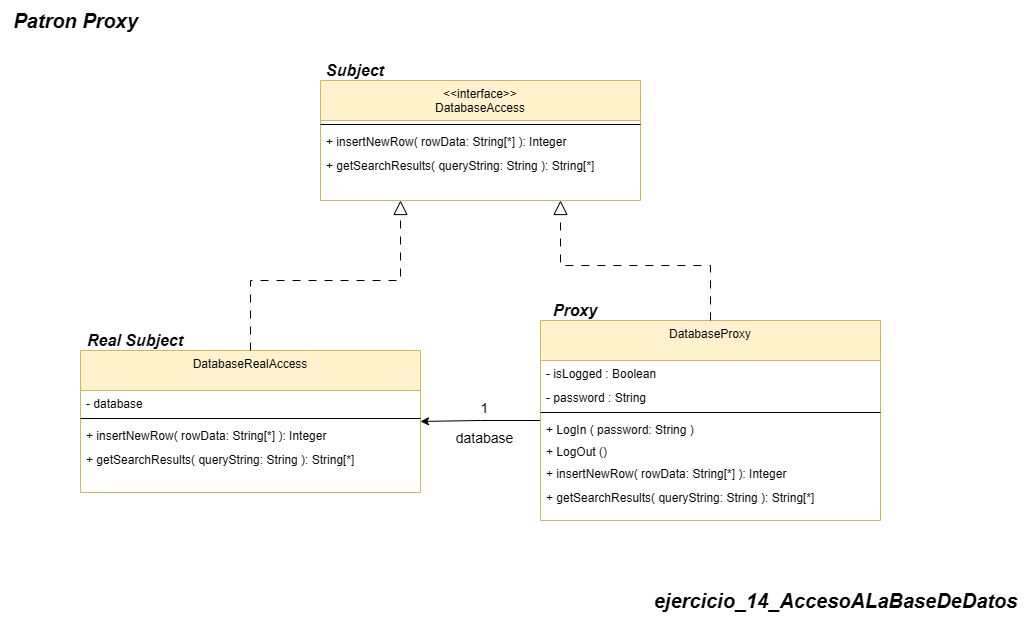 Patron Proxy
Subject
<<interface>>
DatabaseAccess
+ insertNewRow( rowData: String[*] ): Integer
+ getSearchResults( queryString: String ): String[*]
Real Subject
DatabaseRealAccess
- database
+ insertNewRow( rowData: String[*] ): Integer
+ getSearchResults( queryString: String ): String[*]
1
database
Proxy
DatabaseProxy
- isLogged : Boolean
- password : String
+ LogIn ( password: String )
+ LogOut ()
+ insertNewRow( rowData: String[*] ): Integer
+ getSearchResults( queryString: String ): String[*]
ejercicio_14_AccesoALaBaseDeDatos